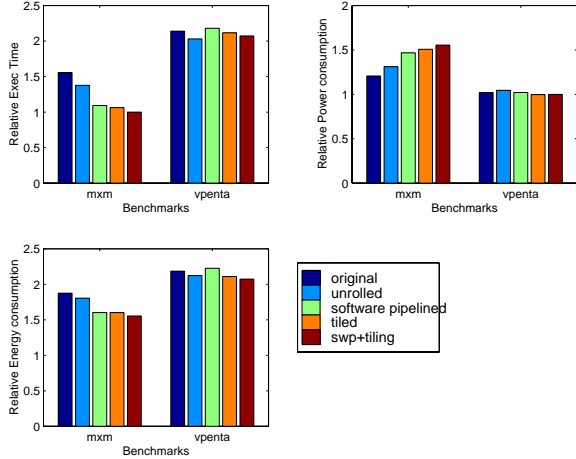 Relative Exec Time
2.5
2
1.5
1
0.5
0
mxm
vpenta
Benchmarks
Relative Power consumption
2
1.5
1
0.5
0
mxm
vpenta
Benchmarks
Relative Energy consumption
2.5
2
1.5
1
0.5
0
mxm
vpenta
Benchmarks
original
unrolled
software pipelined
tiled
swp+tiling